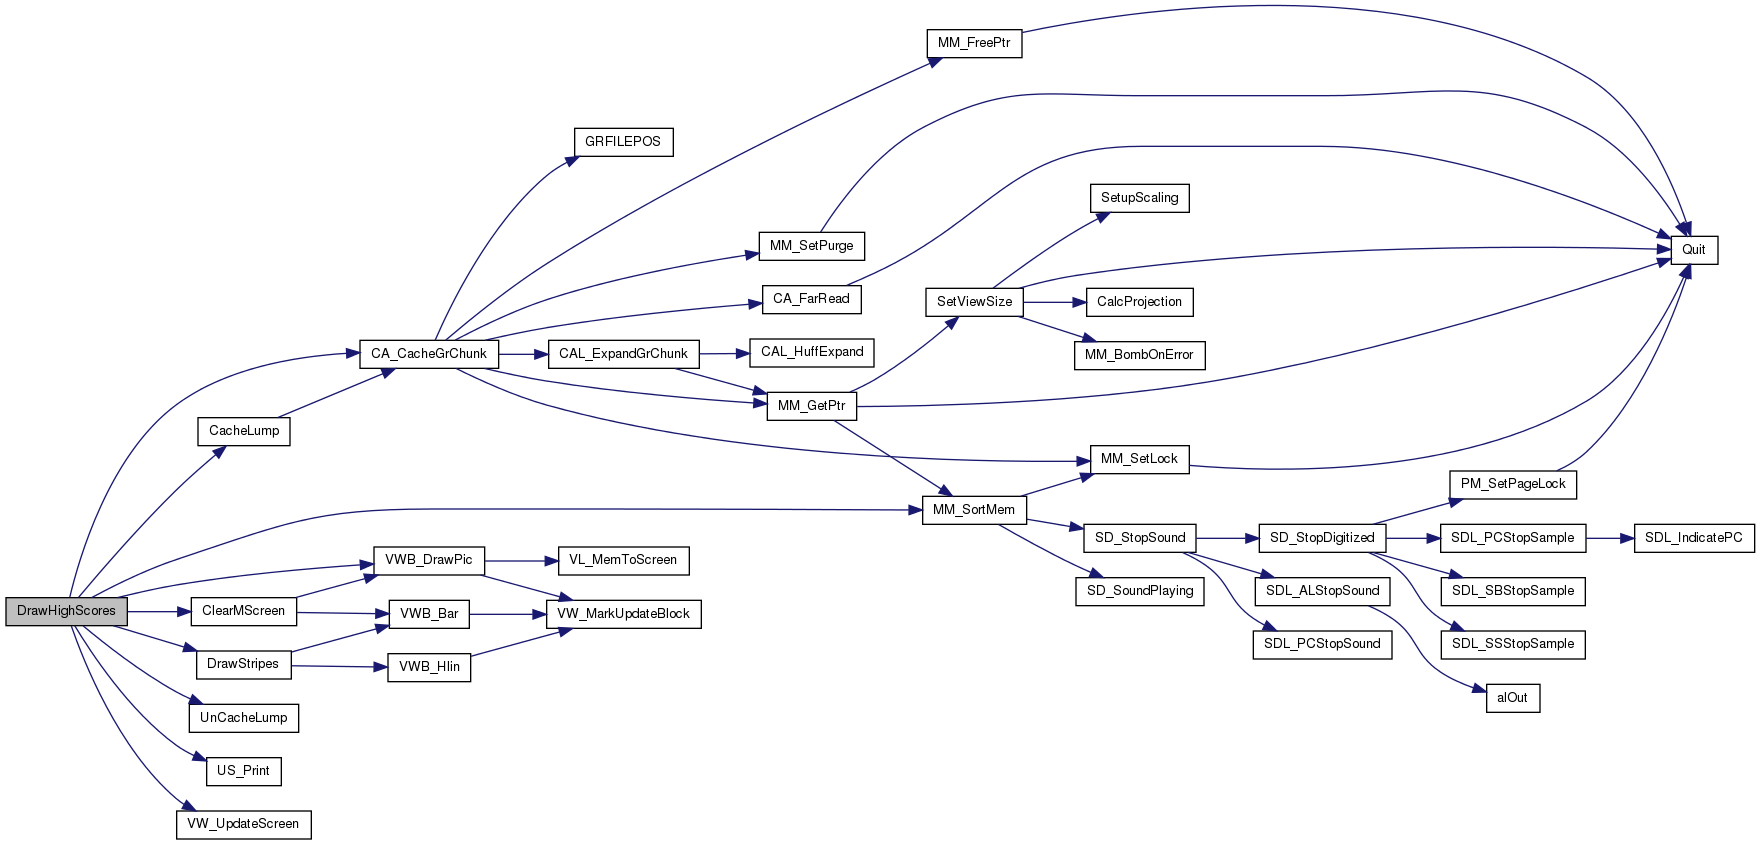 MM_FreePtr
GRFILEPOS
SetupScaling
MM_SetPurge
Quit
CA_FarRead
SetViewSize
CalcProjection
CA_CacheGrChunk
CAL_ExpandGrChunk
CAL_HuffExpand
MM_BombOnError
MM_GetPtr
CacheLump
MM_SetLock
PM_SetPageLock
MM_SortMem
SD_StopSound
SD_StopDigitized
SDL_PCStopSample
SDL_IndicatePC
VWB_DrawPic
VL_MemToScreen
SD_SoundPlaying
SDL_ALStopSound
SDL_SBStopSample
DrawHighScores
ClearMScreen
VWB_Bar
VW_MarkUpdateBlock
SDL_PCStopSound
SDL_SSStopSample
DrawStripes
VWB_Hlin
alOut
UnCacheLump
US_Print
VW_UpdateScreen